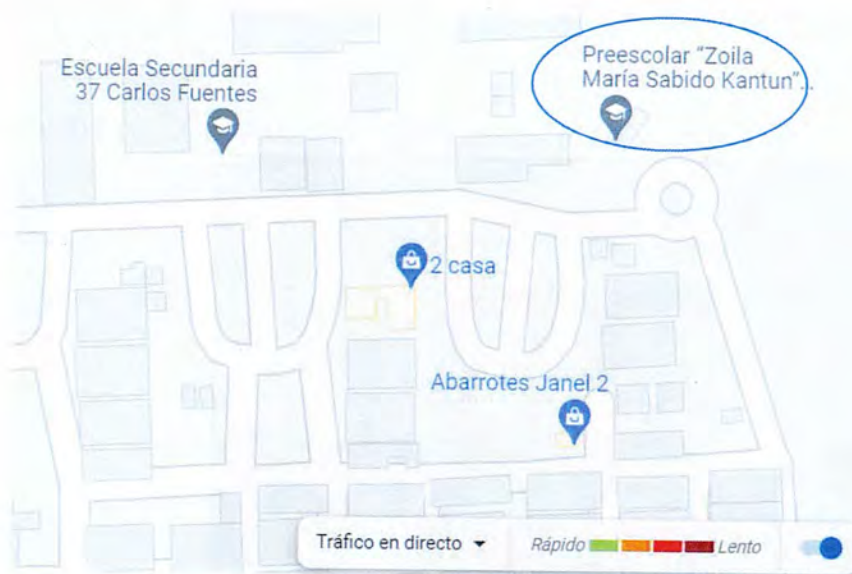 Escuela Secundaria
37 Carlos Fuentes
Preescolar "Zoila
María Sabido Kantun"...
2 casa
Abarrotes Janel 2
Tráfico en directo
Rápido
Lento